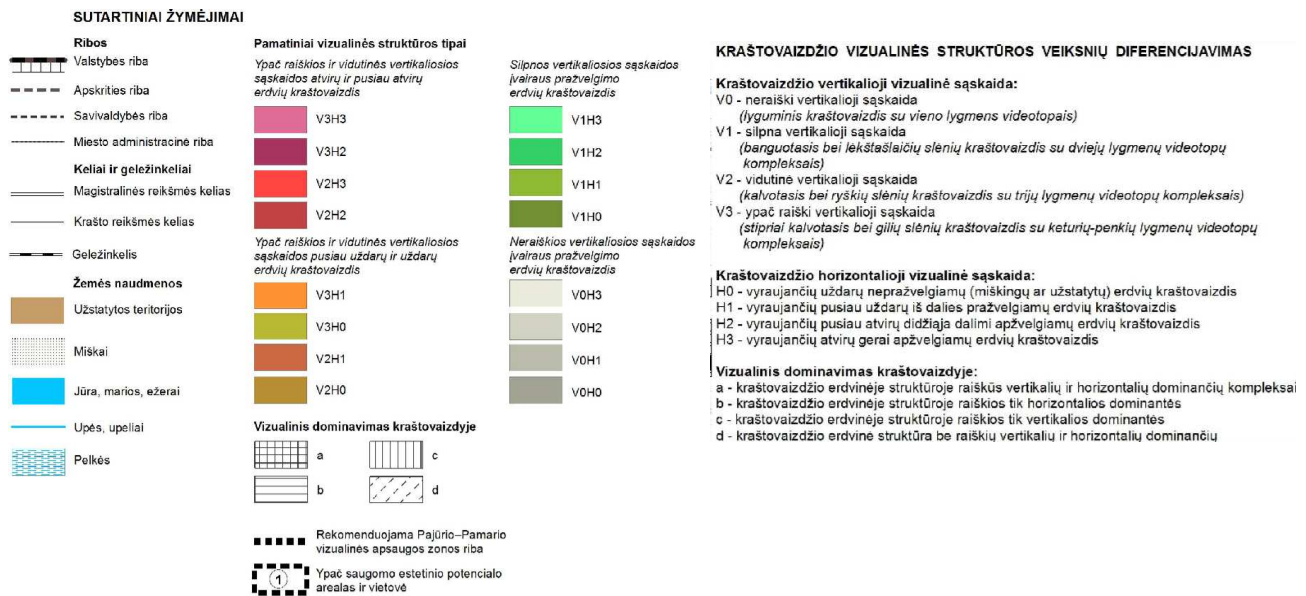 SUTARTINIAI ŽYMĖJIMAI
Ribos
Valstybės riba
Apskrities riba
Savivaldybės riba
Miesto administracinė riba
Keliai ir geležinkeliai
Magistralinės reikšmės kelias
Krašto reikšmės kelias
Geležinkelis
Žemės naudmenos
Užstatytos teritorijos
Miškai
Jūra, marios, ežerai
Upės, upeliai
Pelkės
Pamatiniai vizualinės struktūros tipai
Ypač raiškios ir vidutinės vertikaliosios
sąskaidos atvirų ir pusiau atvirų
erdvių kraštovaizdis
V3H3
V3H2
V2H3
V2H2
Ypač raiškios ir vidutinės vertikaliosios
sąskaidos pusiau uždarų ir uždarų
erdvių kraštovaizdis
V3H1
V3H0
V2H1
V2H0
Silpnos vertikaliosios sąskaidos
įvairaus pražvelgimo
erdvių kraštovaizdis
V1H3
V1H2
V1H1
V1H0
Neraiškios vertikaliosios sąskaidos
įvairaus pražvelgimo
erdvių kraštovaizdis
V0H3
V0H2
V0H1
V0H0
Vizualinis dominavimas kraštovaizdyje
a
c
b
d
Rekomenduojama Pajūrio–Pamario
vizualinės apsaugos zonos riba
1
Ypač saugomo estetinio potencialo
arealas ir vietovė
KRAŠTOVAIZDŽIO VIZUALINĖS STRUKTŪROS VEIKSNIŲ DIFERENCIJAVIMAS
Kraštovaizdžio vertikalioji vizualinė sąskaida:
V0 - neraiški vertikalioji sąskaida
(lyguminis kraštovaizdis su vieno lygmens videotopais)
V1 - silpna vertikalioji sąskaida
(banguotasis bei lėkštašlaičių slėnių kraštovaizdis su dviejų lygmenų videotopų
kompleksais)
V2 - vidutinė vertikalioji sąskaida
(kalvotasis bei ryškių slėnių kraštovaizdis su trijų lygmenų videotopų kompleksais)
V3 - ypač raiški vertikalioji sąskaida
(stipriai kalvotasis bei gilių slėnių kraštovaizdis su keturių-penkių lygmenų videotopų
kompleksais)
Kraštovaizdžio horizontalioji vizualinė sąskaida:
H0 - vyraujančių uždarų nepražvelgiamų (miškingų ar užstatytų) erdvių kraštovaizdis
H1 - vyraujančių pusiau uždarų iš dalies pražvelgiamų erdvių kraštovaizdis
H2 - vyraujančių pusiau atvirų didžiąja dalimi apžvelgiamų erdvių kraštovaizdis
H3 - vyraujančių atvirų gerai apžvelgiamų erdvių kraštovaizdis
Vizualinis dominavimas kraštovaizdyje:
a - kraštovaizdžio erdvinėje struktūroje raiškūs vertikalių ir horizontalių dominančių kompleksai
b - kraštovaizdžio erdvinėje struktūroje raiškios tik horizontalios dominantės
c - kraštovaizdžio erdvinėje struktūroje raiškios tik vertikalios dominantės
d - kraštovaizdžio erdvinė struktūra be raiškių vertikalių ir horizontalių dominančių